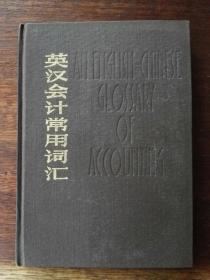 英汉会计常用词汇
AN ENGLISH-CHINESE
GLOSSARY
OF
ACCOUNTING